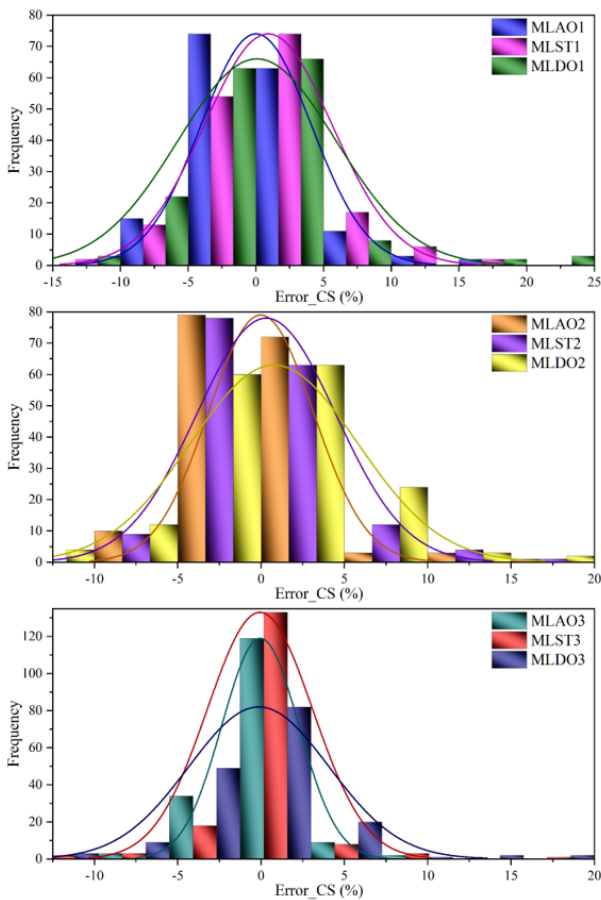 80
70
60
50
40
30
20
10
0
Frequency
MLAO1
MLST1
MLDO1
-15 -10 -5 0 5 10 15 20 25
Error_CS (%)
80
70
60
50
40
30
20
10
0
Frequency
MLAO2
MLST2
MLDO2
-10 -5 0 5 10 15 20
Error_CS (%)
120
100
80
60
40
20
0
Frequency
MLAO3
MLST3
MLDO3
-10 -5 0 5 10 15 20
Error_CS (%)